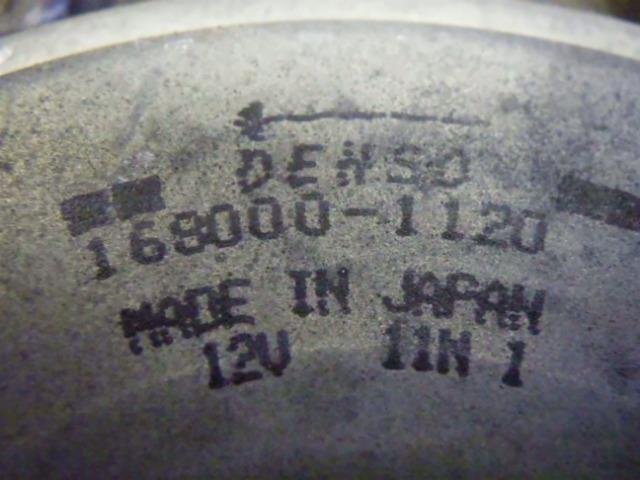 DENSO
168000-1120
MADE IN JAPAN
12V 11N 1